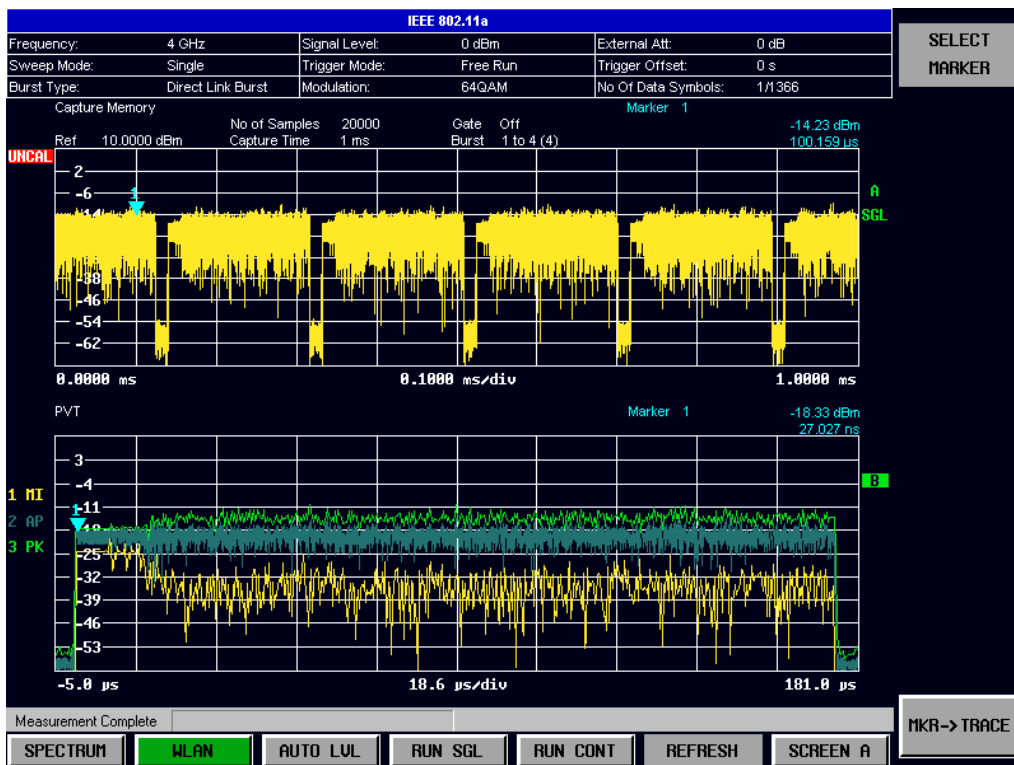 IEEE 802.11a
Frequency: 4 GHz Signal Level: 0 dBm External Att: 0 dB
Sweep Mode: Single Trigger Mode: Free Run Trigger Offset: 0 s
Burst Type: Direct Link Burst Modulation: 64QAM No Of Data Symbols: 1/1366
SELECT
MARKER
Capture Memory Marker 1
No of Samples 20000 Gate Off -14.23 dBm
Ref 10.0000 dBm Capture Time 1 ms Burst 1 to 4 (4) 100.159 µs
UNCAL
2
1
-6 A
-14 SGL
-38
-46
-54
-62
0.0000 ms 0.1000 ms/div 1.0000 ms
PVT Marker 1 -18.33 dBm
27.027 ns
3
-4 B
1 MI
1
-11
2 AP
-18
3 PK
-25
-32
-39
-46
-53
-5.0 µs 18.6 µs/div 181.0 µs
Measurement Complete
MKR->TRACE
SPECTRUM WLAN AUTO LVL RUN SGL RUN CONT REFRESH SCREEN A